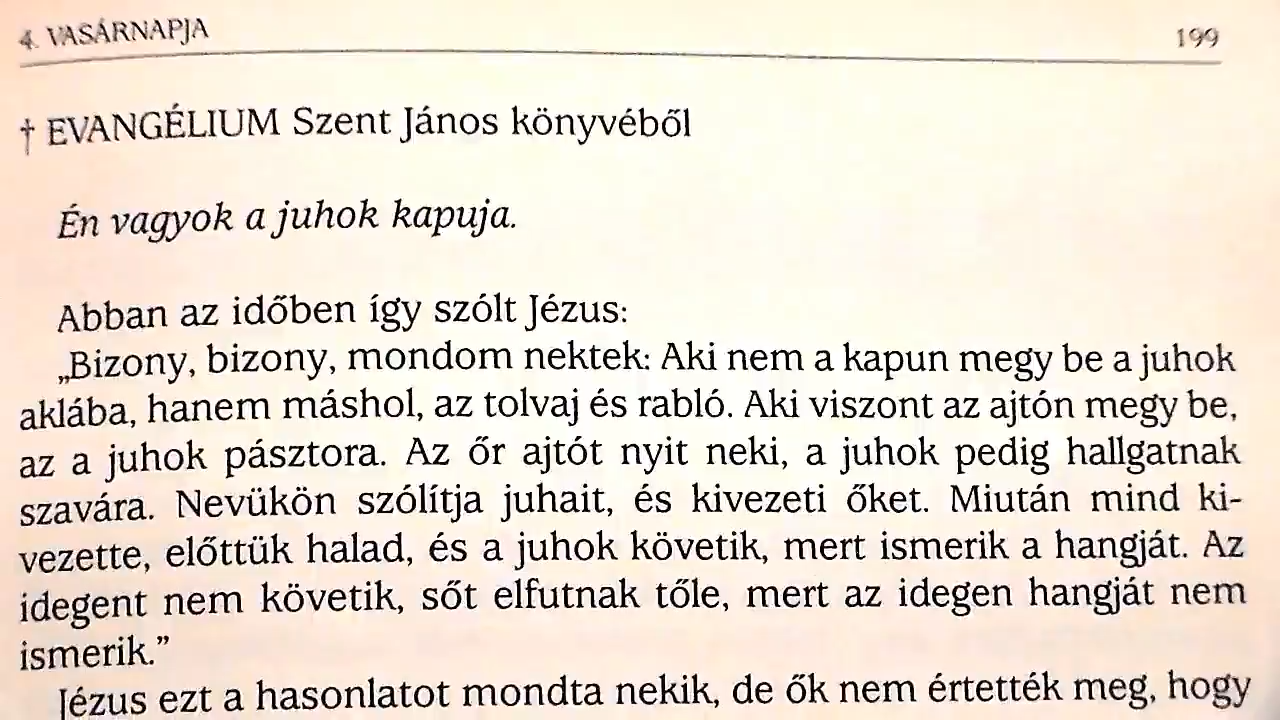 4. VASÁRNAPJA
199
† EVANGÉLIUM Szent János könyvéből
Én vagyok a juhok kapuja.
Abban az időben így szólt Jézus:
„Bizony, bizony, mondom nektek: Aki nem a kapun megy be a juhok
aklába, hanem máshol, az tolvaj és rabló. Aki viszont az ajtón megy be,
az a juhok pásztora. Az őr ajtót nyit neki, a juhok pedig hallgatnak
szavára. Nevükön szólítja juhait, és kivezeti őket. Miután mind ki-
vezette, előttük halad, és a juhok követik, mert ismerik a hangját. Az
idegent nem követik, sőt elfutnak tőle, mert az idegen hangját nem
ismerik.”
Jézus ezt a hasonlatot mondta nekik, de ők nem értették meg, hogy